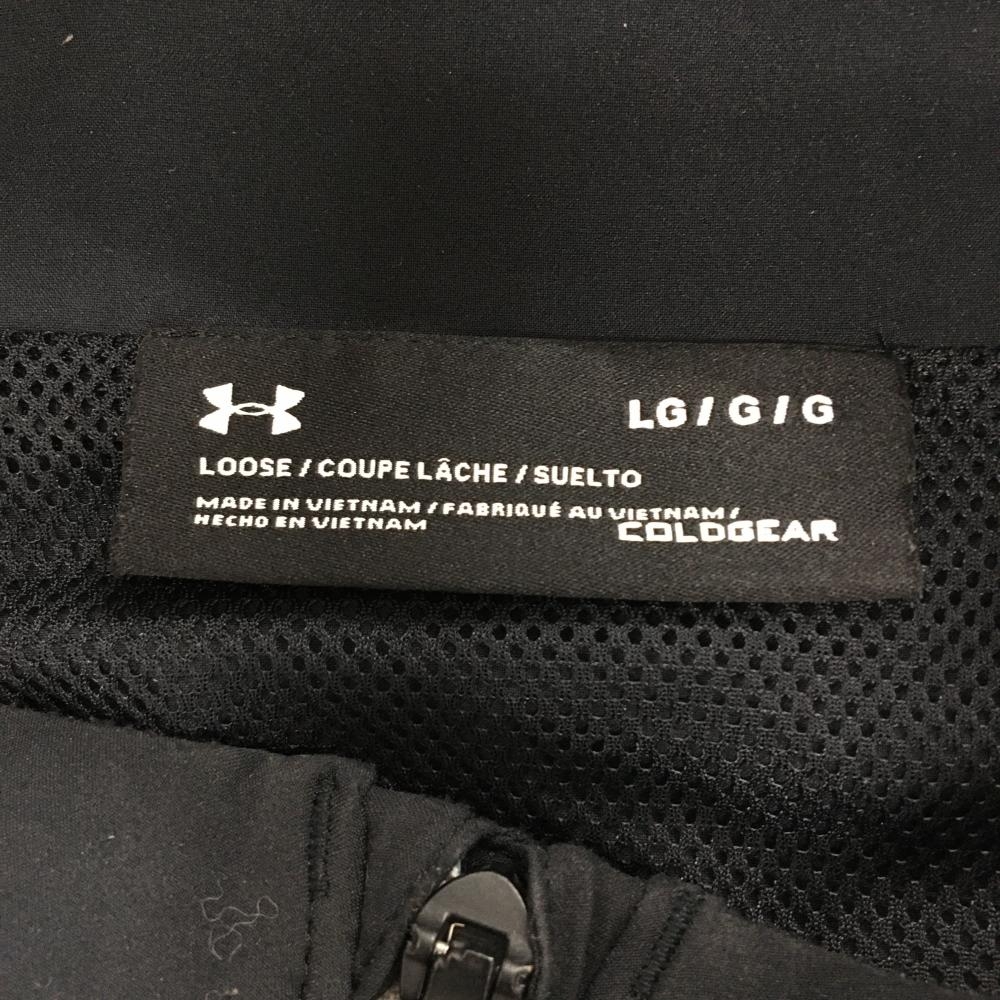 LG / G / G
LOOSE / COUPE LÂCHE / SUELTO
MADE IN VIETNAM / FABRIQUÉ AU VIETNAM /
HECHO EN VIETNAM
COLDGEAR